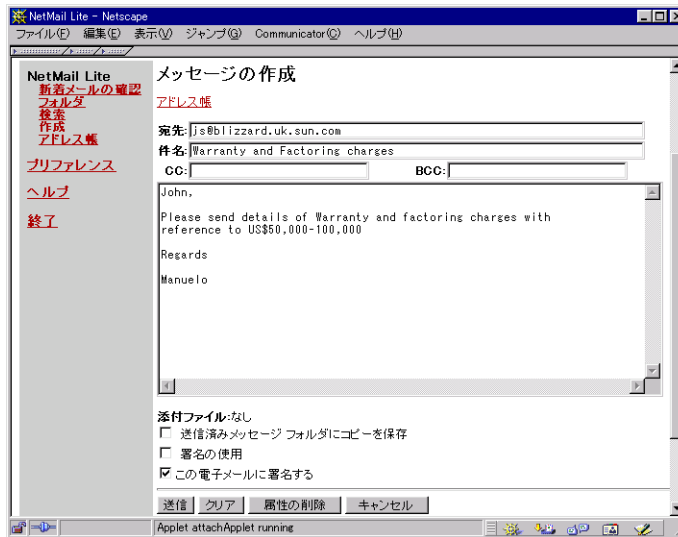 NetMail Lite - Netscape
ファイル(F) 編集(E) 表示(V) ジャンプ(G) Communicator(C) ヘルプ(H)
NetMail Lite
新着メールの確認
フォルダ
検索
作成
アドレス帳
プリファレンス
ヘルプ
終了
メッセージの作成
アドレス帳
宛先: js@blizzard.uk.sun.com
件名: Warranty and Factoring charges
CC: BCC:
John,
Please send details of Warranty and factoring charges with
reference to US$50,000-100,000
Regards
Manuelo
添付ファイル:なし
送信済みメッセージ フォルダにコピーを保存
署名の使用
この電子メールに署名する
送信 クリア 属性の削除 キャンセル
Applet attachApplet running